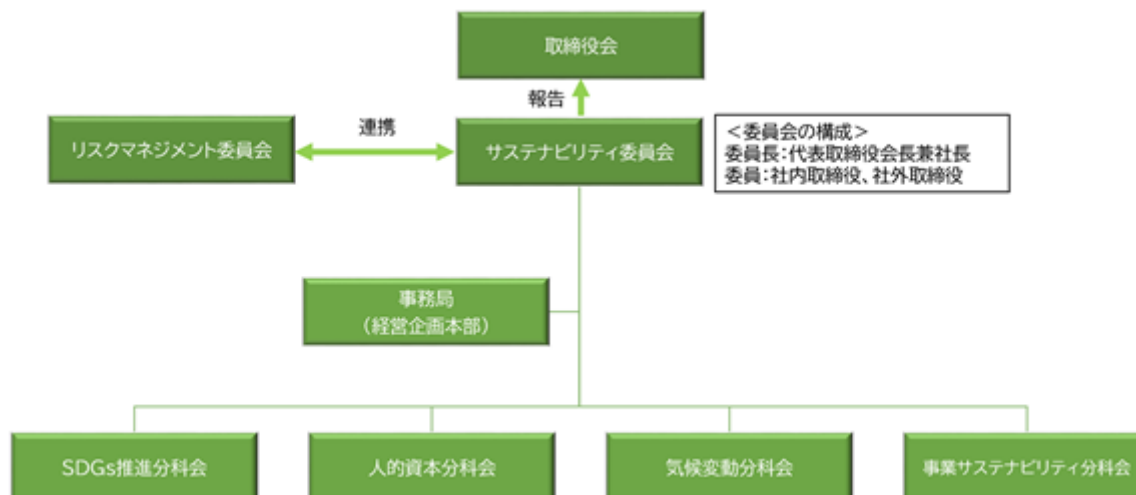 取締役会
報告
リスクマネジメント委員会
連携
サステナビリティ委員会
＜委員会の構成＞
委員長：代表取締役会長兼社長
委員：社内取締役、社外取締役
事務局
（経営企画本部）
SDGs推進分科会
人的資本分科会
気候変動分科会
事業サステナビリティ分科会